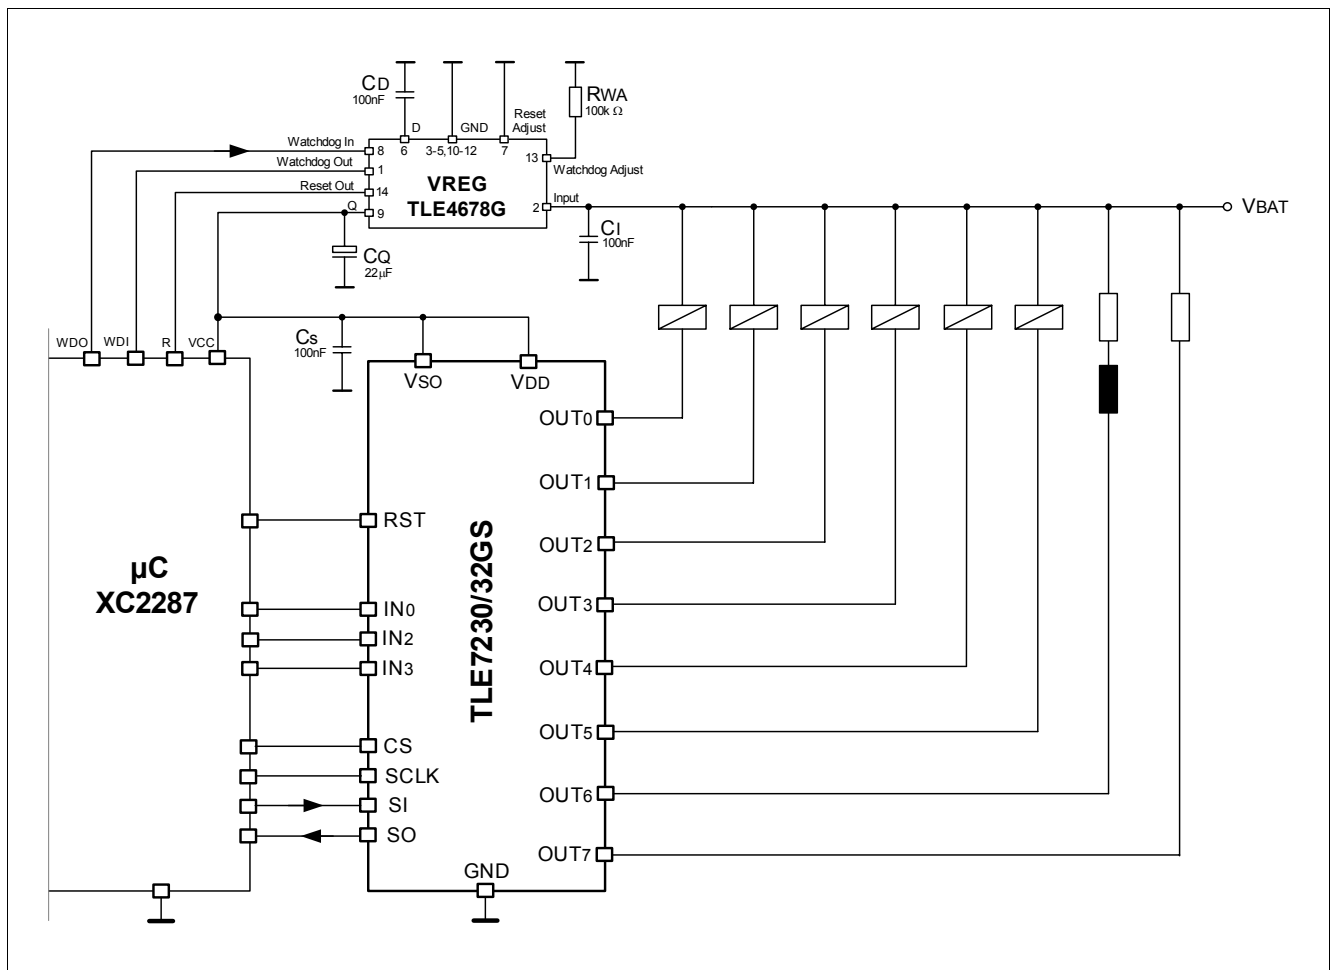 CD
100nF
RWA
100k Ω
Reset
Adjust
D
GND
Watchdog In
8
6
3-5,10-12
7
13
Watchdog Adjust
Watchdog Out
1
VREG
TLE4678G
Reset Out
14
Q
9
2
Input
VBAT
CI
100nF
CQ
22µF
WDO
WDI
R
VCC
Cs
100nF
VSO
VDD
OUT0
OUT1
RST
OUT2
TLE7230/32GS
µC
XC2287
IN0
IN2
IN3
OUT3
OUT4
OUT5
CS
SCLK
SI
SO
OUT6
OUT7
GND